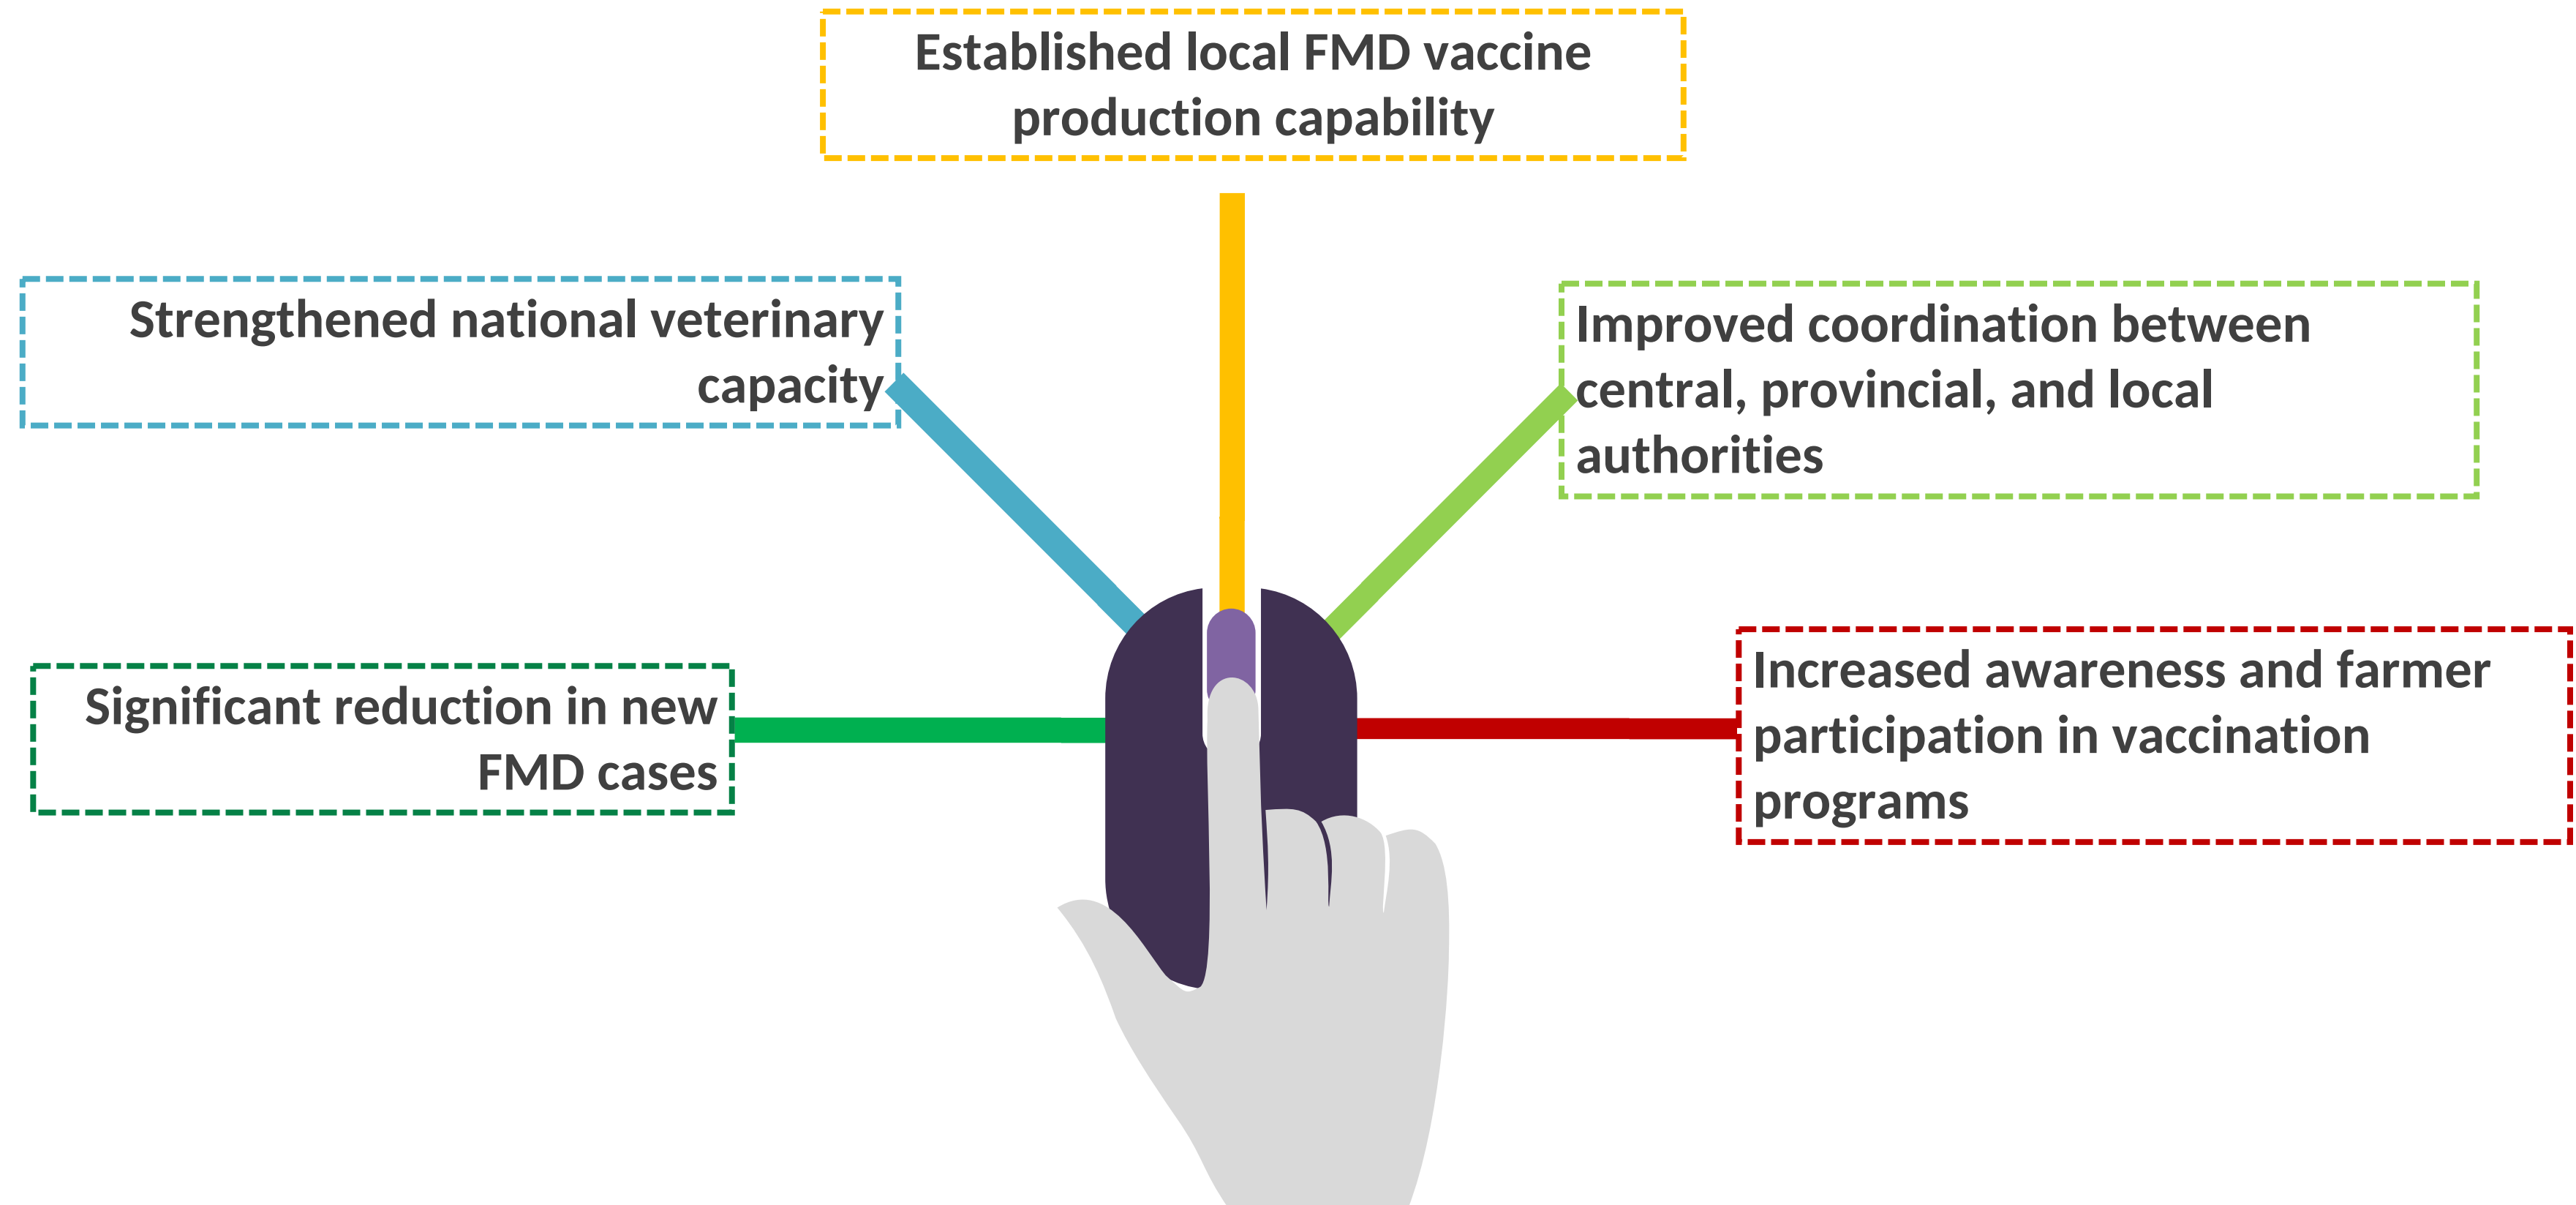 Established local FMD vaccine
production capability
Strengthened national veterinary
capacity
Improved coordination between
central, provincial, and local
authorities
Significant reduction in new
FMD cases
Increased awareness and farmer
participation in vaccination
programs